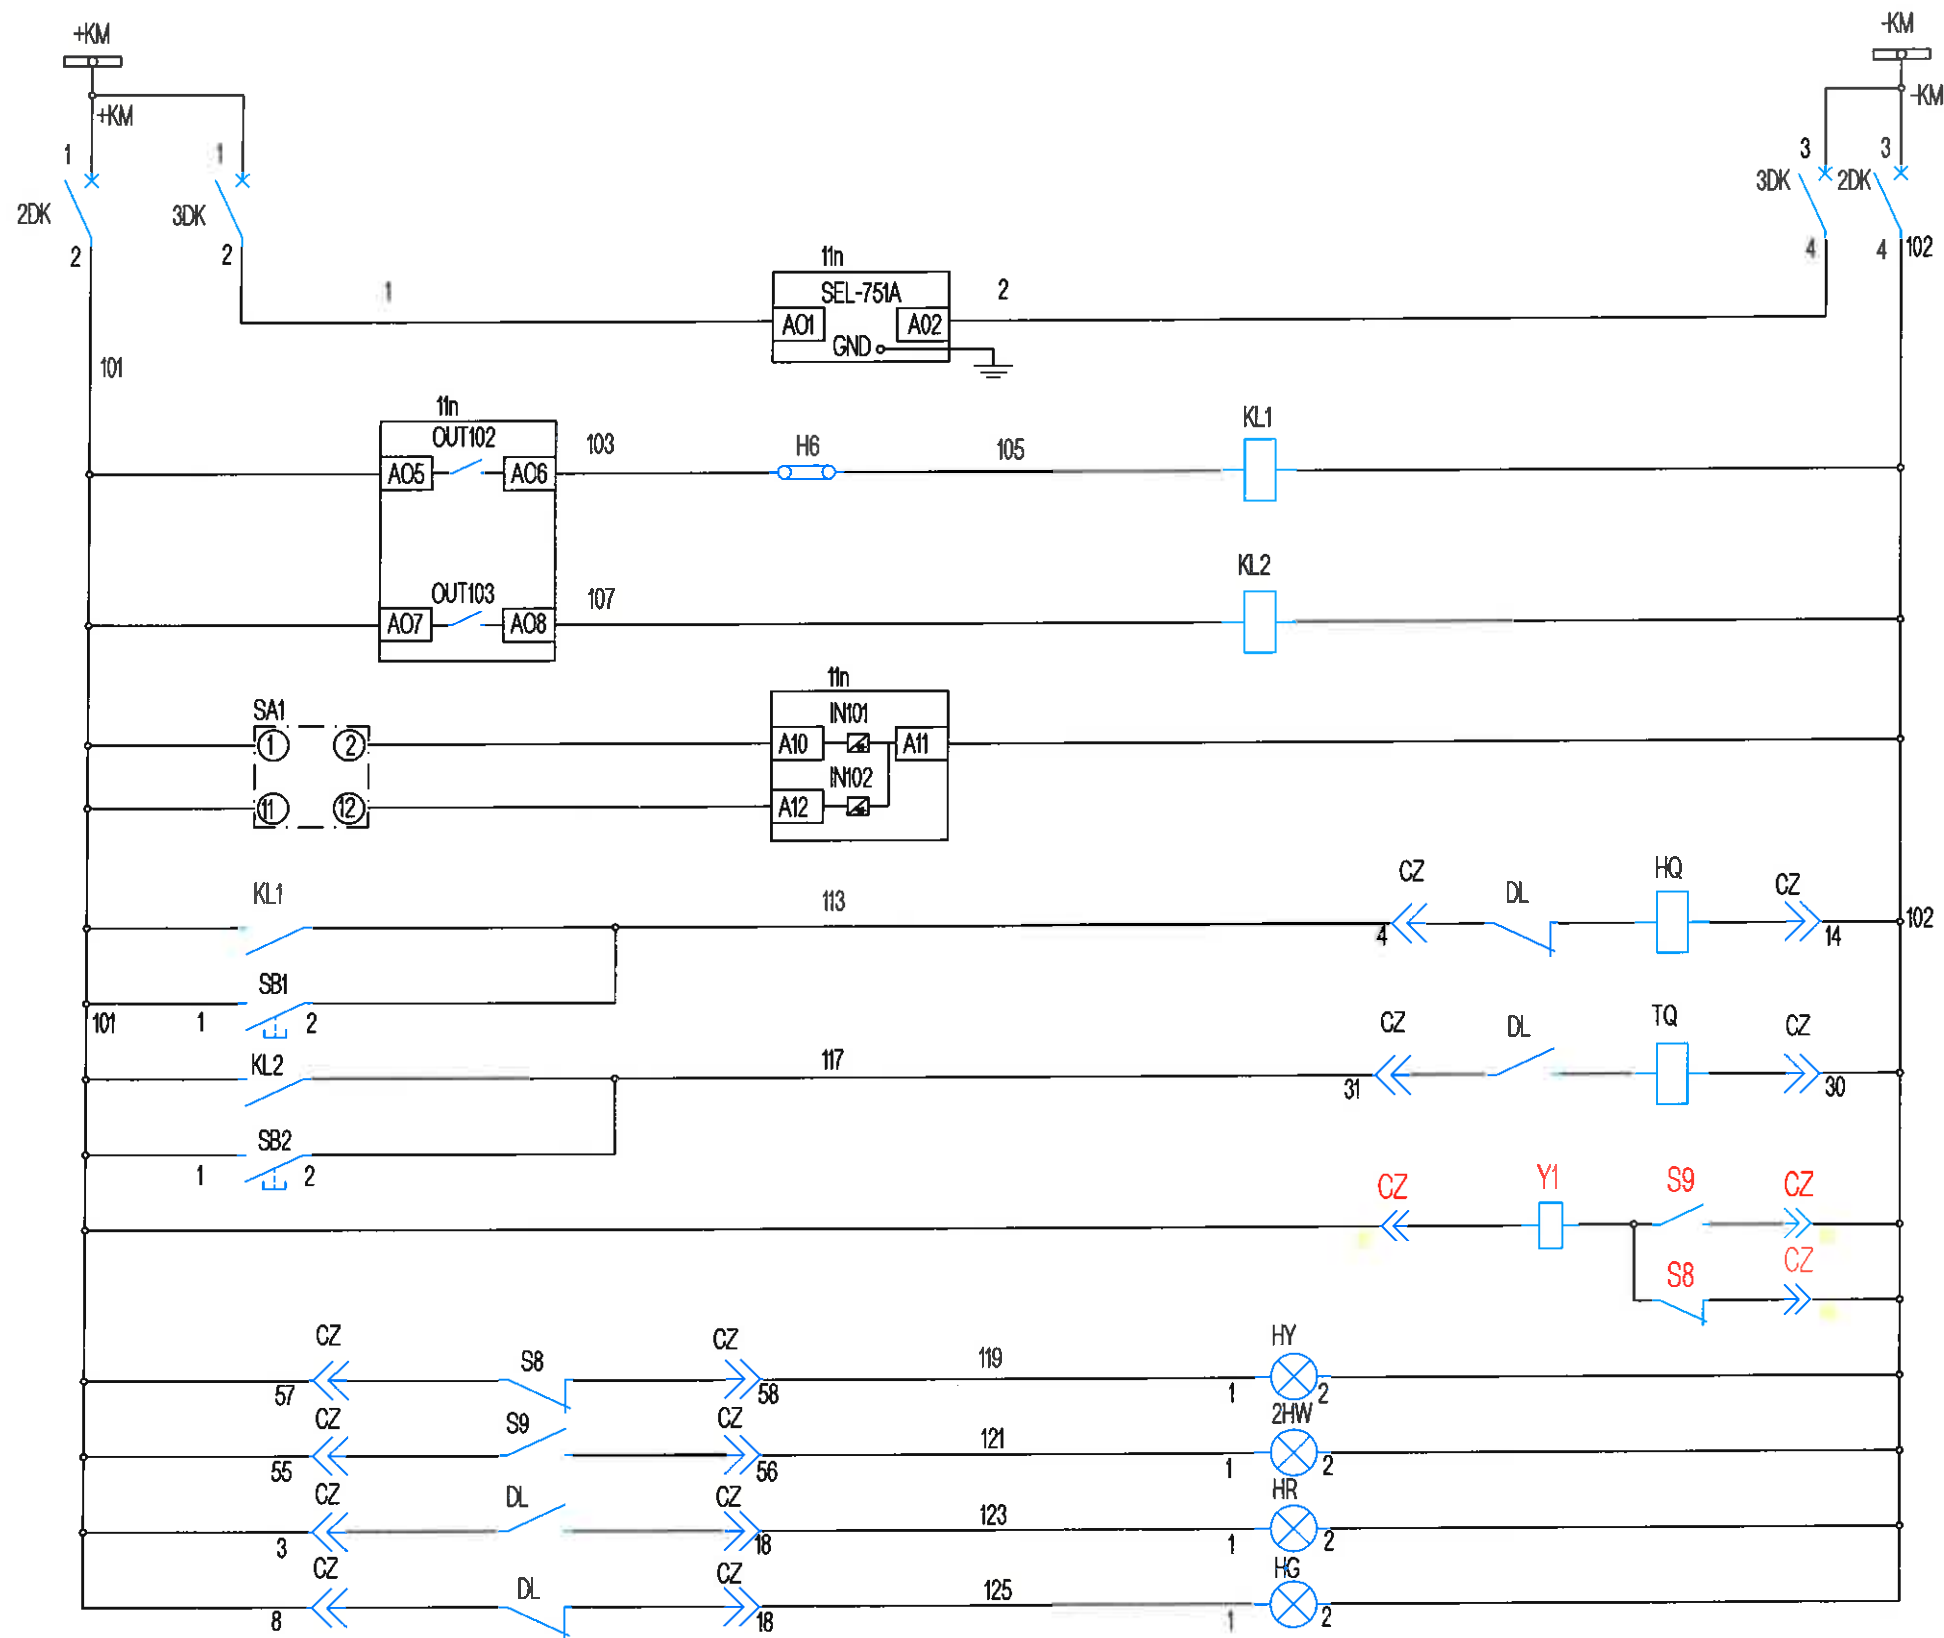 +KM
-KM
+KM
-KM
1
1
3
3
2DK
3DK
3DK
2DK
2
2
4
4
102
11n
SEL-751A
1
2
A01
A02
GND
101
11n
OUT102
A05
A06
103
H6
105
KL1
OUT103
A07
A08
107
KL2
SA1
1
2
11
12
11n
IN101
A10
A11
IN102
A12
KL1
113
CZ
4
DL
HQ
CZ
14
102
SB1
101
1
2
KL2
117
CZ
31
DL
TQ
CZ
30
SB2
1
2
CZ
Y1
S9
CZ
S8
CZ
CZ
57
S8
CZ
58
119
HY
1
2
CZ
55
S9
CZ
56
121
2HW
1
2
CZ
3
DL
CZ
18
123
HR
1
2
CZ
8
DL
CZ
18
125
HG
1
2